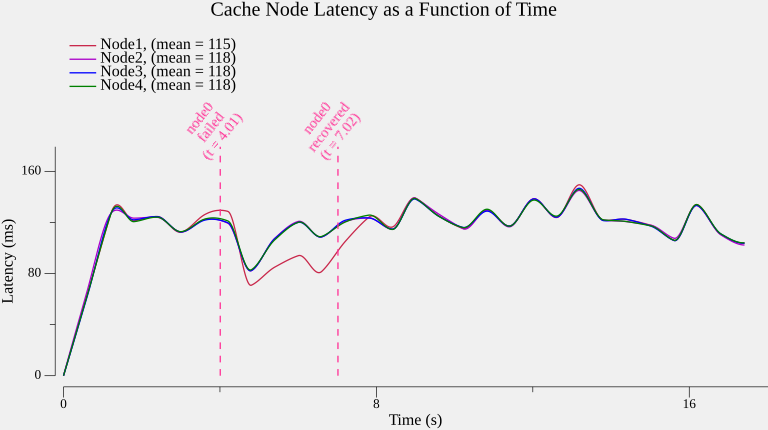 Cache Node Latency as a Function of Time
Node1, (mean = 115)
Node2, (mean = 118)
Node3, (mean = 118)
Node4, (mean = 118)
node0
failed
(t = 4.01)
node0
recovered
(t = 7.02)
160
80
0
Latency (ms)
0
8
16
Time (s)